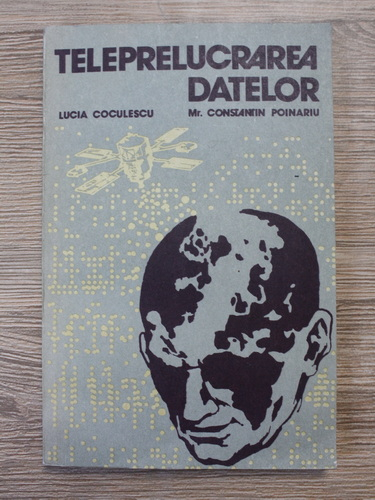 TELEPRELUCRAREA
DATELOR
LUCIA COCULESCU Mr. CONSTANTIN POINARIU